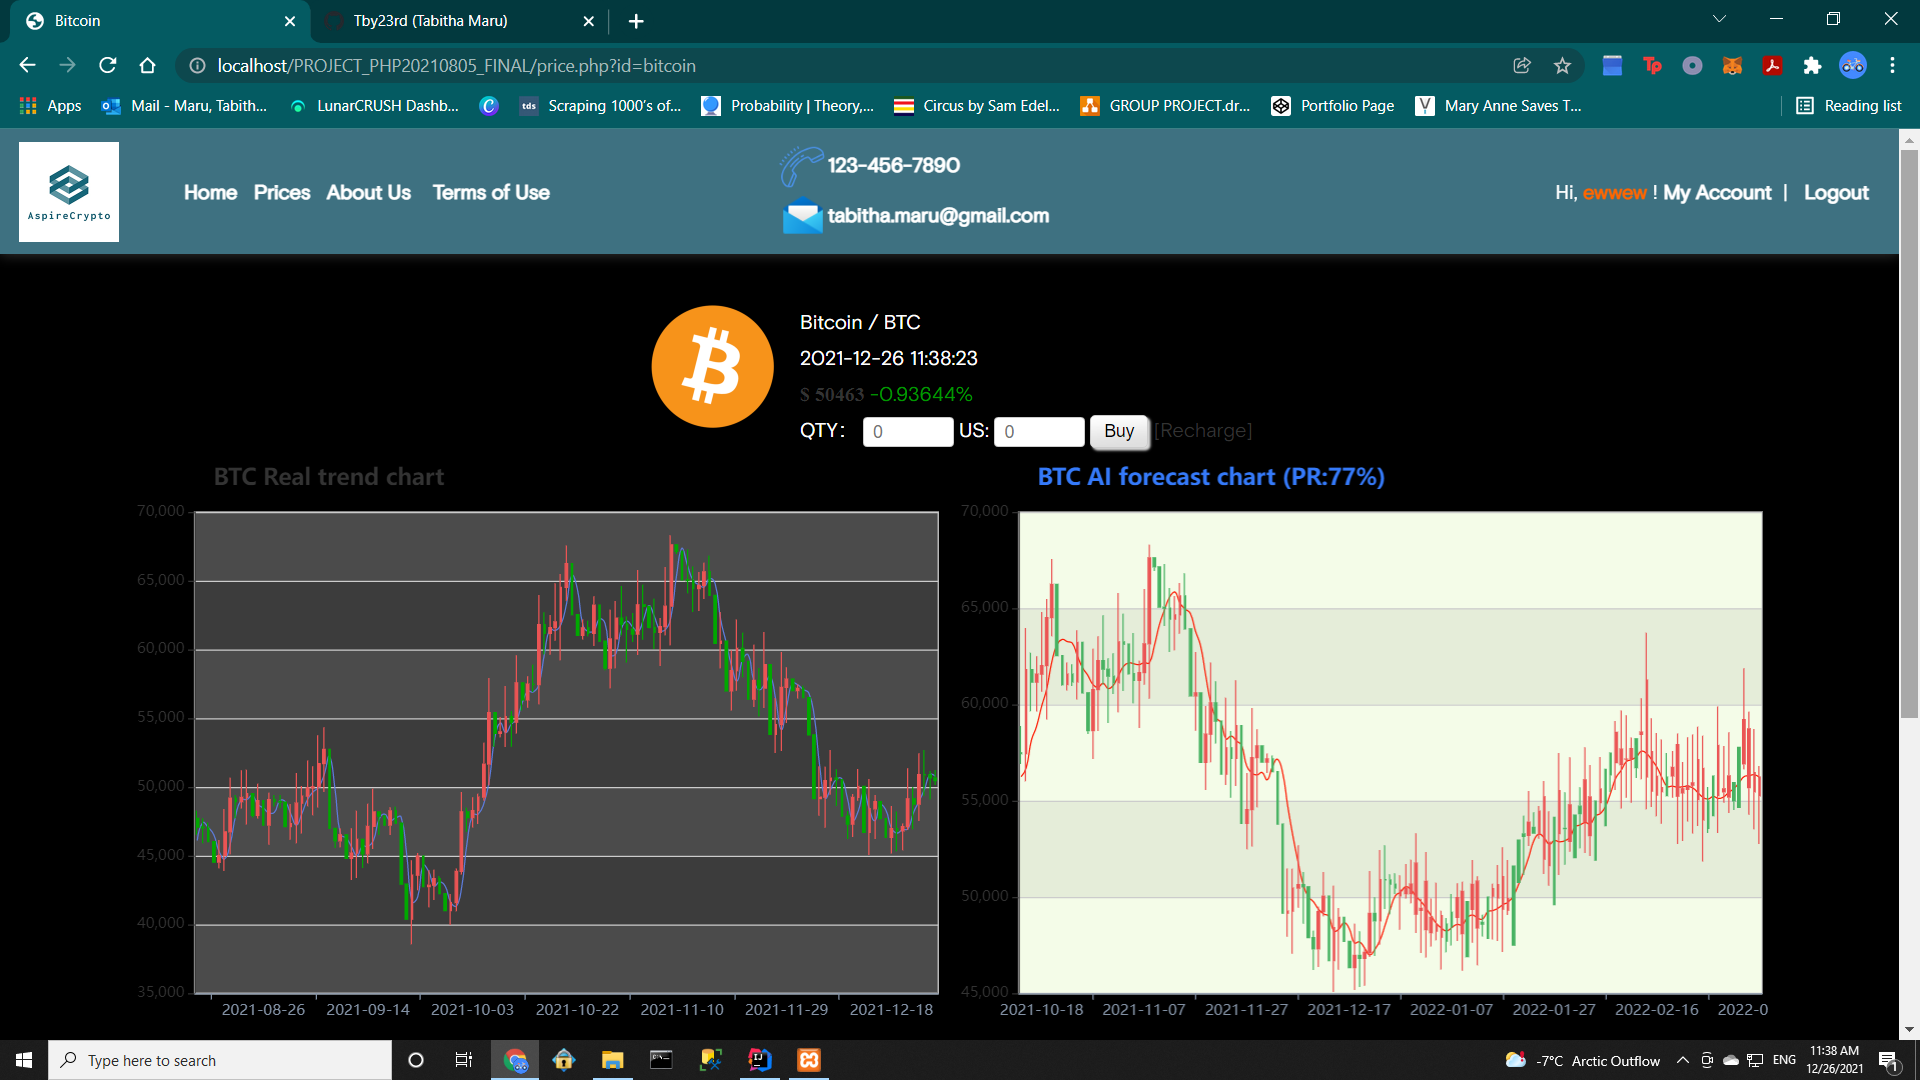 Bitcoin
Tby23rd (Tabitha Maru)
localhost/PROJECT_PHP20210805_FINAL/price.php?id=bitcoin
Apps
Mail - Maru, Tabith...
LunarCRUSH Dashb...
tds
Scraping 1000's of...
Probability | Theory,...
Circus by Sam Edel...
GROUP PROJECT.dr...
Portfolio Page
Mary Anne Saves T...
Reading list
AspireCrypto
Home
Prices
About Us
Terms of Use
123-456-7890
tabitha.maru@gmail.com
Hi, ewwew ! My Account | Logout
Bitcoin / BTC
2021-12-26 11:38:23
$ 50463 -0.93644%
QTY: 0 US: 0 Buy [Recharge]
BTC Real trend chart
70,000
65,000
60,000
55,000
50,000
45,000
40,000
35,000
2021-08-26 2021-09-14 2021-10-03 2021-10-22 2021-11-10 2021-11-29 2021-12-18
BTC AI forecast chart (PR:77%)
70,000
65,000
60,000
55,000
50,000
45,000
2021-10-18 2021-11-07 2021-11-27 2021-12-17 2022-01-07 2022-01-27 2022-02-16 2022-0
Type here to search
-7°C Arctic Outflow
ENG
11:38 AM
12/26/2021
1